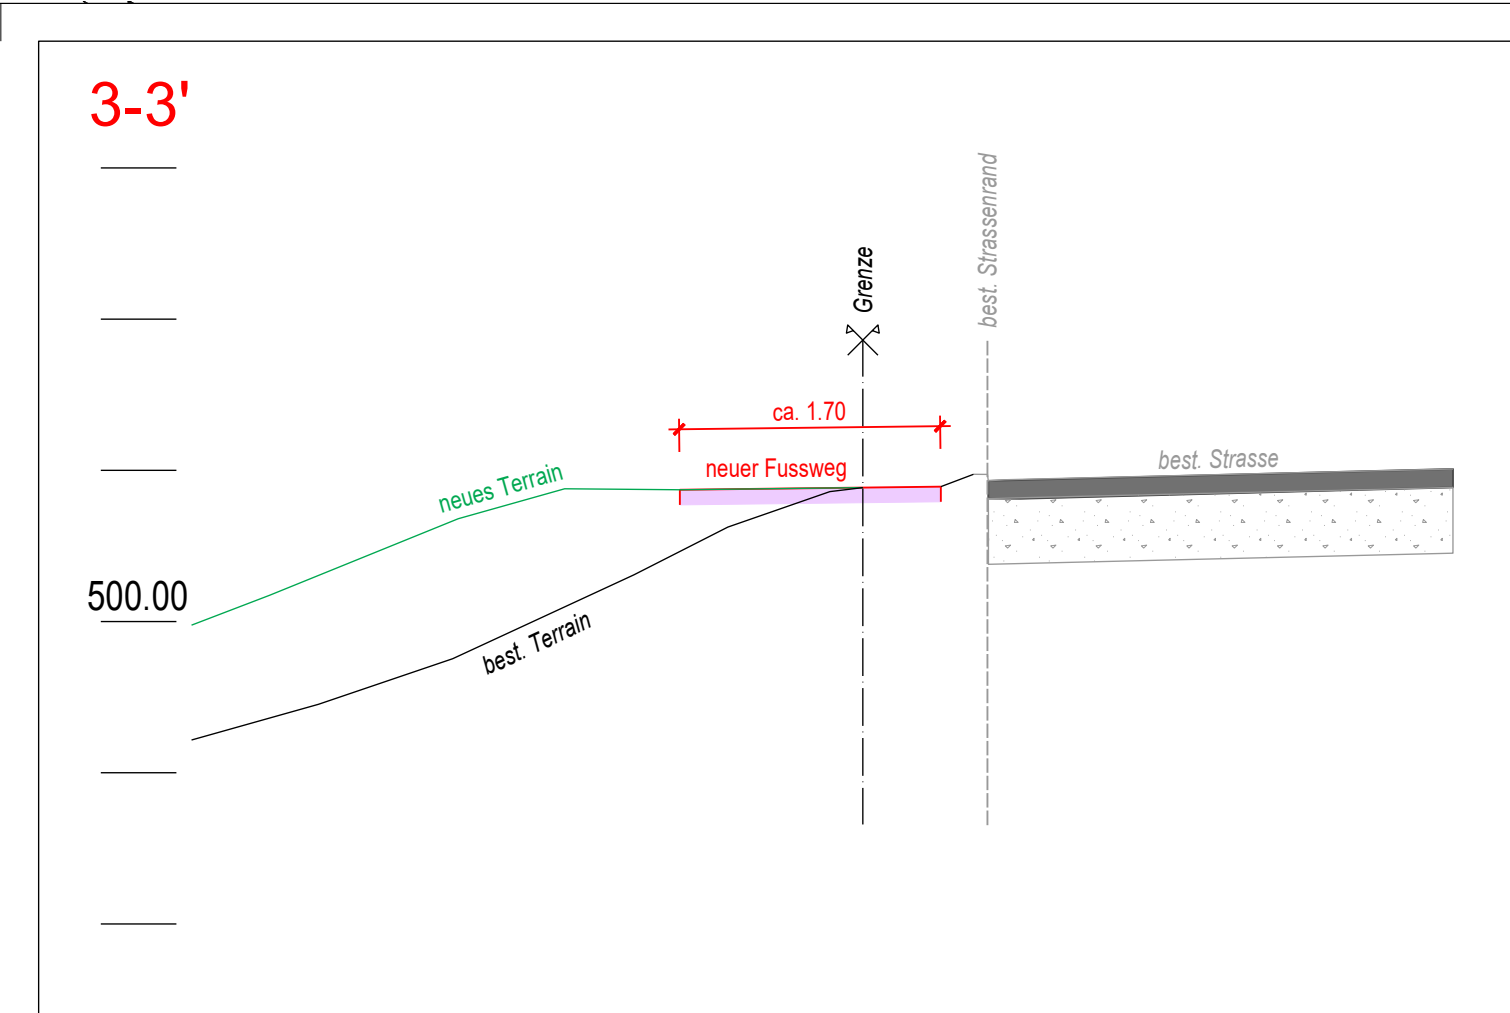 3-3'
best. Strassenrand
Grenze
ca. 1.70
neuer Fussweg
best. Strasse
neues Terrain
500.00
best. Terrain